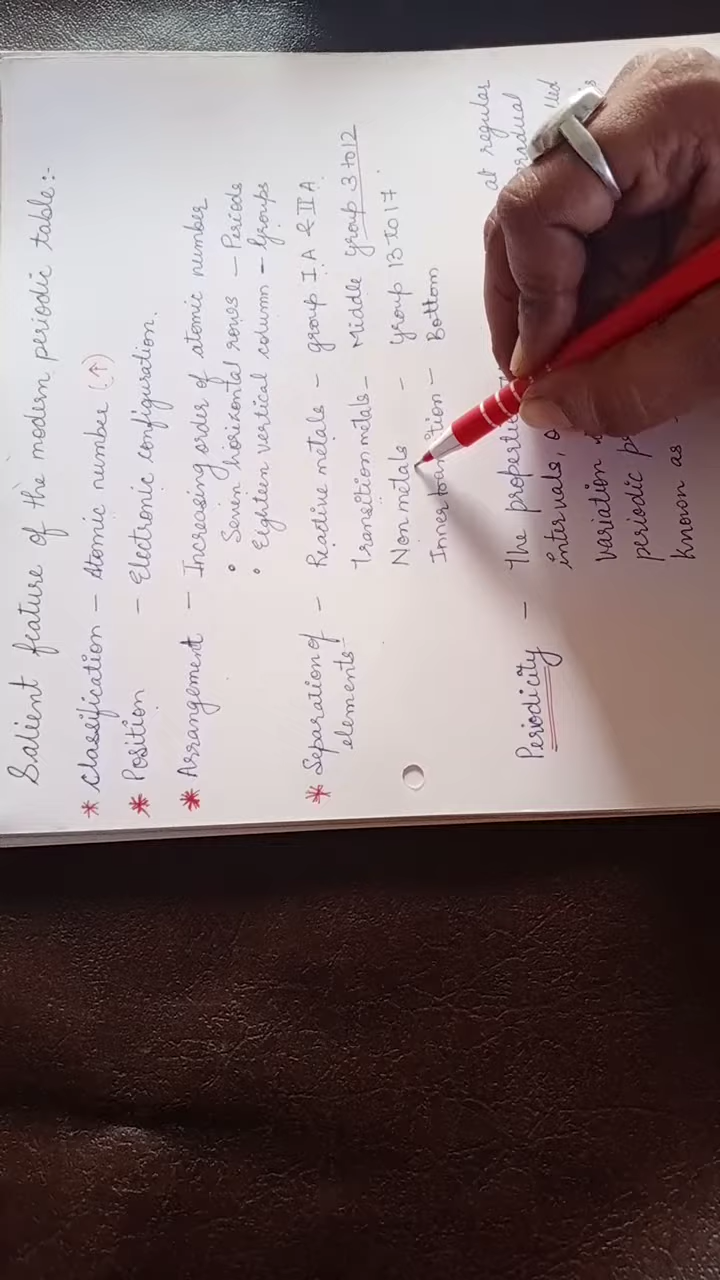 Salient feature of the modern periodic table:-
* Classification - Atomic number (↑)
* Position - Electronic configuration.
* Arrangement - Increasing order of atomic number
• Seven horizontal rows - Periods
• Eighteen vertical column - Groups
* Separation of elements - Reactive metals - group I A & II A.
Transition metals - Middle group 3 to 12
Non metals - group 13 to 17.
Inner - Bottom
Periodicity - The at regular
intervals,
variation
periodic
known as